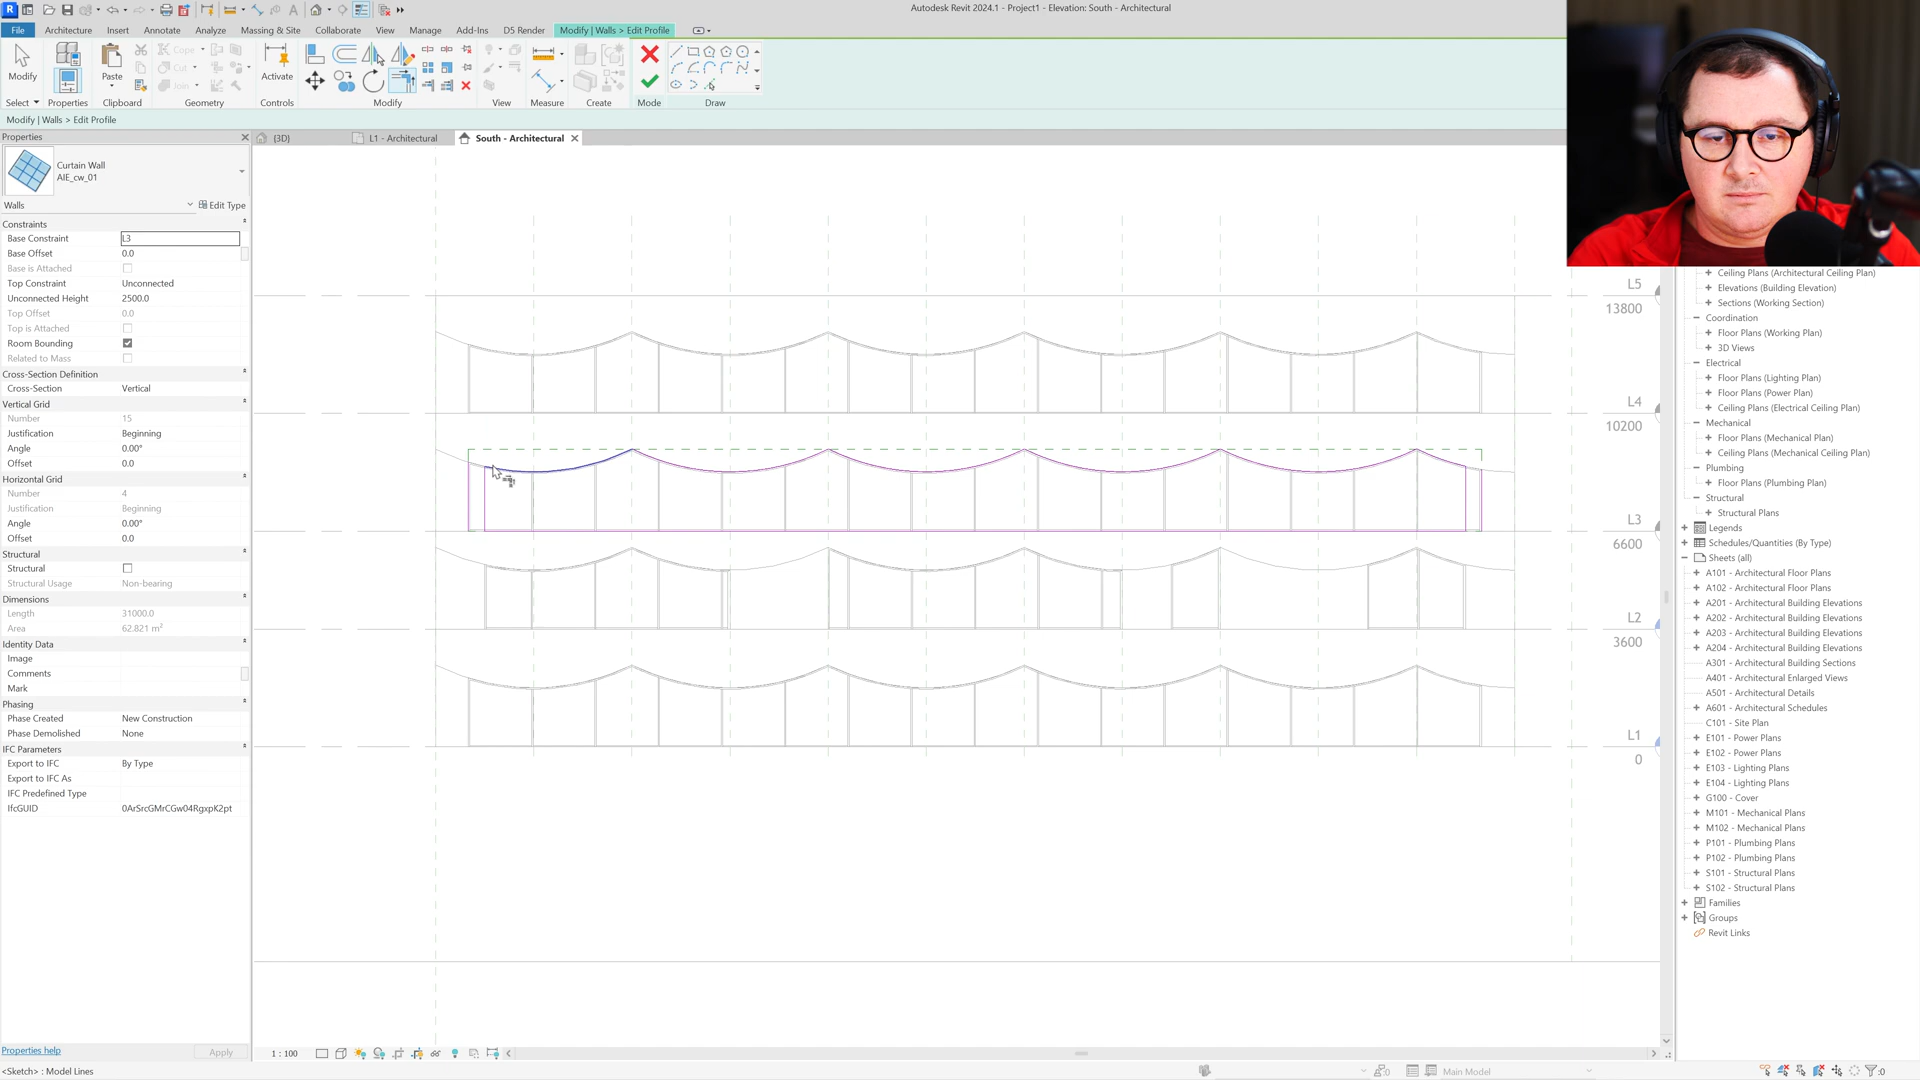 Autodesk Revit 2024.1 - Project1 - Elevation: South - Architectural
File Architecture Insert Annotate Analyze Massing & Site Collaborate View Manage Add-Ins D5 Render Modify | Walls > Edit Profile
Cope
Cut
Join
Modify Paste Activate
Select Properties Clipboard Geometry Controls Modify View Measure Create Mode Draw
Modify | Walls > Edit Profile
Properties
(3D) L1 - Architectural South - Architectural
Curtain Wall
AIE_cw_01
Walls Edit Type
Constraints
Base Constraint L3
Base Offset 0.0
Base is Attached
Top Constraint Unconnected
Unconnected Height 2500.0
Top Offset 0.0
Top is Attached
Room Bounding
Related to Mass
Cross-Section Definition
Cross-Section Vertical
Vertical Grid
Number 15
Justification Beginning
Angle 0.00°
Offset 0.0
Horizontal Grid
Number 4
Justification Beginning
Angle 0.00°
Offset 0.0
Structural
Structural
Structural Usage Non-bearing
Dimensions
Length 31000.0
Area 62.821 m²
Identity Data
Image
Comments
Mark
Phasing
Phase Created New Construction
Phase Demolished None
IFC Parameters
Export to IFC By Type
Export to IFC As
IFC Predefined Type
IfcGUID 0ArSrcGMrCGw04RgxpK2pt
Properties help Apply
L5
13800
L4
10200
L3
6600
L2
3600
L1
0
Ceiling Plans (Architectural Ceiling Plan)
Elevations (Building Elevation)
Sections (Working Section)
Coordination
Floor Plans (Working Plan)
3D Views
Electrical
Floor Plans (Lighting Plan)
Floor Plans (Power Plan)
Ceiling Plans (Electrical Ceiling Plan)
Mechanical
Floor Plans (Mechanical Plan)
Ceiling Plans (Mechanical Ceiling Plan)
Plumbing
Floor Plans (Plumbing Plan)
Structural
Structural Plans
Legends
Schedules/Quantities (By Type)
Sheets (all)
A101 - Architectural Floor Plans
A102 - Architectural Floor Plans
A201 - Architectural Building Elevations
A202 - Architectural Building Elevations
A203 - Architectural Building Elevations
A204 - Architectural Building Elevations
A301 - Architectural Building Sections
A401 - Architectural Enlarged Views
A501 - Architectural Details
A601 - Architectural Schedules
C101 - Site Plan
E101 - Power Plans
E102 - Power Plans
E103 - Lighting Plans
E104 - Lighting Plans
G100 - Cover
M101 - Mechanical Plans
M102 - Mechanical Plans
P101 - Plumbing Plans
P102 - Plumbing Plans
S101 - Structural Plans
S102 - Structural Plans
Families
Groups
Revit Links
1 : 100
<Sketch> : Model Lines
:0 Main Model :0